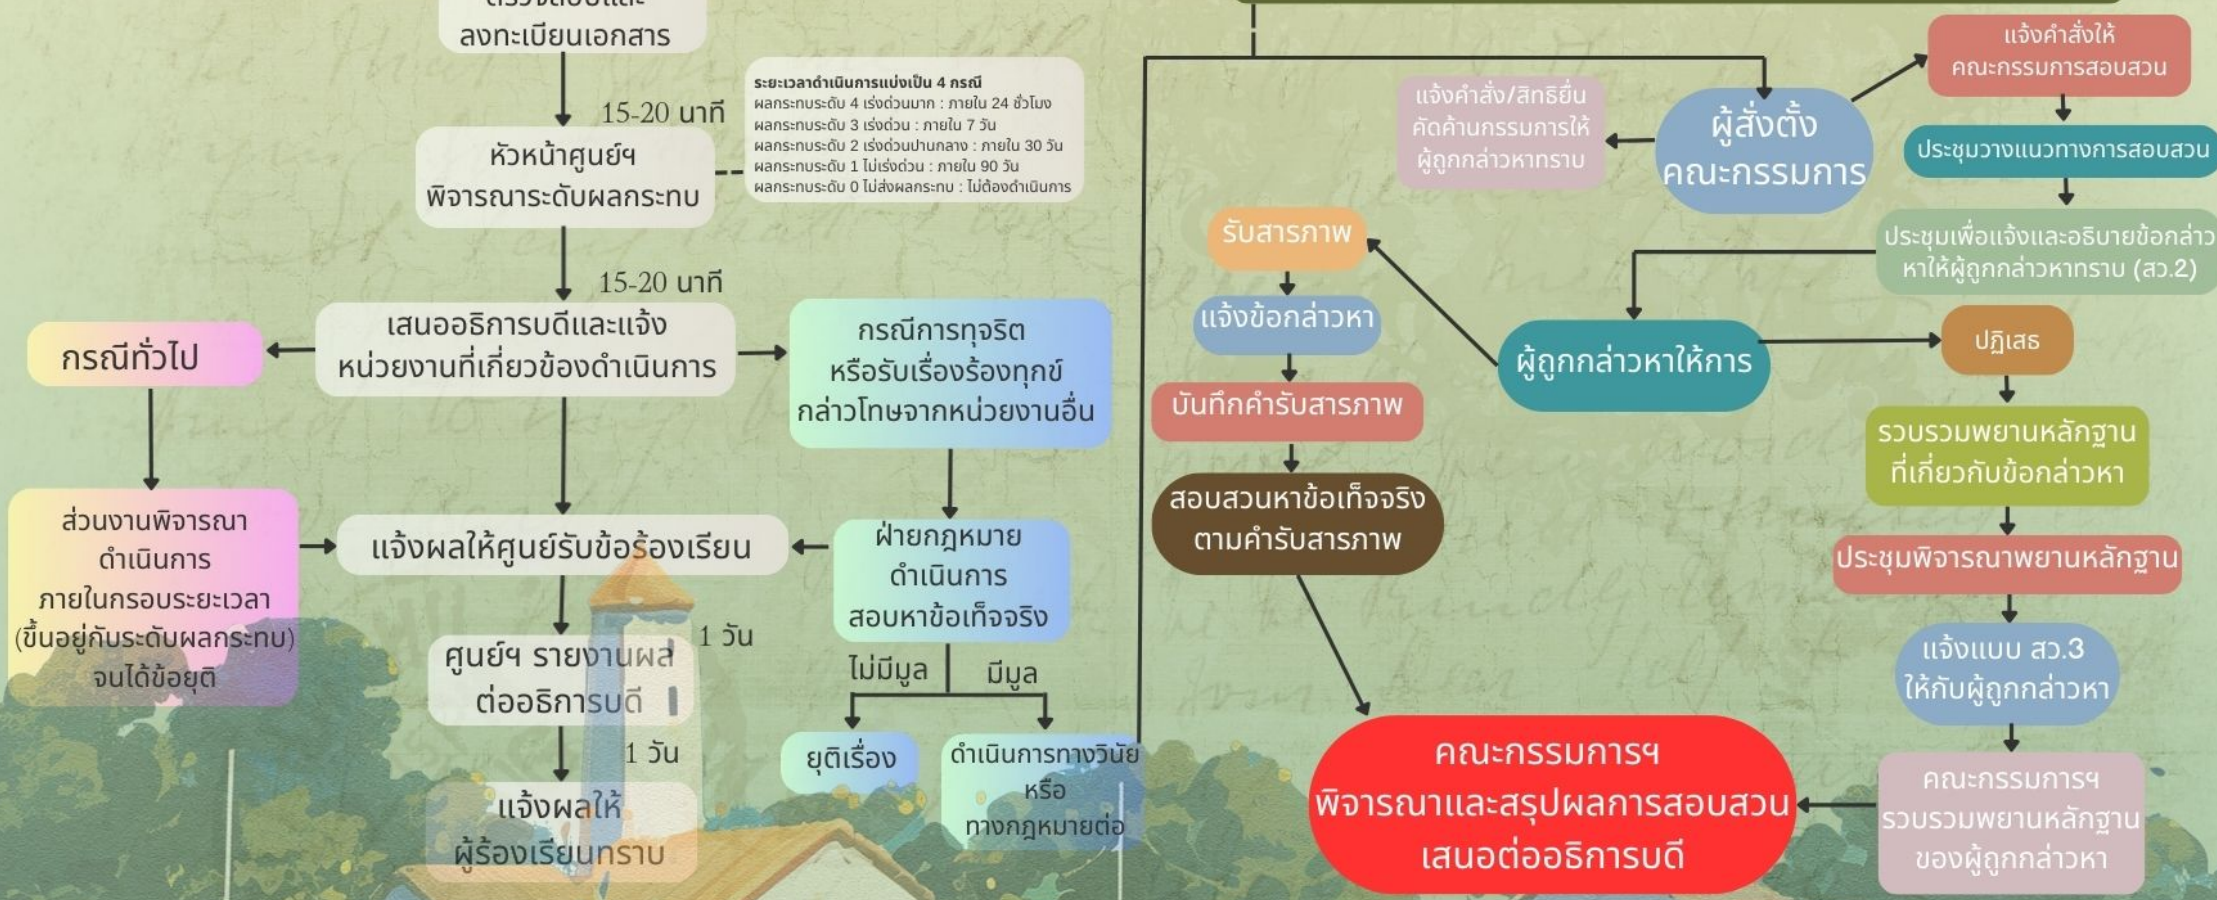 ตรวจสอบและ
ลงทะเบียนเอกสาร
15-20 นาที
หัวหน้าศูนย์ฯ
พิจารณาระดับผลกระทบ
ระยะเวลาดำเนินการแบ่งเป็น 4 กรณี
ผลกระทบระดับ 4 เร่งด่วนมาก : ภายใน 24 ชั่วโมง
ผลกระทบระดับ 3 เร่งด่วน : ภายใน 7 วัน
ผลกระทบระดับ 2 เร่งด่วนปานกลาง : ภายใน 30 วัน
ผลกระทบระดับ 1 ไม่เร่งด่วน : ภายใน 90 วัน
ผลกระทบระดับ 0 ไม่ส่งผลกระทบ : ไม่ต้องดำเนินการ
15-20 นาที
เสนออธิการบดีและแจ้ง
หน่วยงานที่เกี่ยวข้องดำเนินการ
กรณีทั่วไป
กรณีการทุจริต
หรือรับเรื่องร้องทุกข์
กล่าวโทษจากหน่วยงานอื่น
ส่วนงานพิจารณา
ดำเนินการ
ภายในกรอบระยะเวลา
(ขึ้นอยู่กับระดับผลกระทบ)
จนได้ข้อยุติ
แจ้งผลให้ศูนย์รับข้อร้องเรียน
ฝ่ายกฎหมาย
ดำเนินการ
สอบหาข้อเท็จจริง
1 วัน
ศูนย์ฯ รายงานผล
ต่ออธิการบดี
ไม่มีมูล
มีมูล
1 วัน
แจ้งผลให้
ผู้ร้องเรียนทราบ
ยุติเรื่อง
ดำเนินการทางวินัย
หรือ
ทางกฎหมายต่อ
แจ้งคำสั่งให้
คณะกรรมการสอบสวน
แจ้งคำสั่ง/สิทธิยื่น
คัดค้านกรรมการให้
ผู้ถูกกล่าวหาทราบ
ผู้สั่งตั้ง
คณะกรรมการ
ประชุมวางแนวทางการสอบสวน
ประชุมเพื่อแจ้งและอธิบายข้อกล่าว
หาให้ผู้ถูกกล่าวหาทราบ (สว.2)
รับสารภาพ
แจ้งข้อกล่าวหา
ผู้ถูกกล่าวหาให้การ
ปฏิเสธ
บันทึกคำรับสารภาพ
รวบรวมพยานหลักฐาน
ที่เกี่ยวกับข้อกล่าวหา
สอบสวนหาข้อเท็จจริง
ตามคำรับสารภาพ
ประชุมพิจารณาพยานหลักฐาน
แจ้งแบบ สว.3
ให้กับผู้ถูกกล่าวหา
คณะกรรมการฯ
พิจารณาและสรุปผลการสอบสวน
เสนอต่ออธิการบดี
คณะกรรมการฯ
รวบรวมพยานหลักฐาน
ของผู้ถูกกล่าวหา